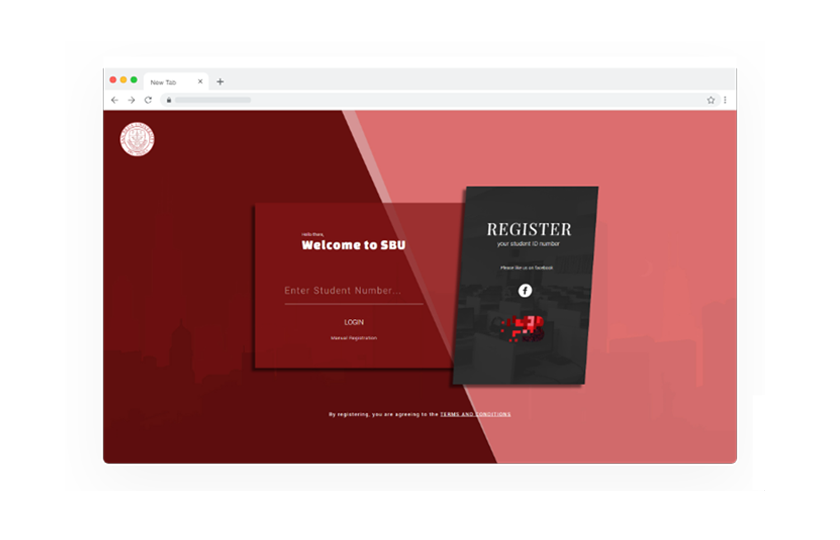 New Tab
Hello there,
Welcome to SBU
Enter Student Number...
LOGIN
Manual Registration
REGISTER
your student ID number
Please like us on facebook
By registering, you are agreeing to the TERMS AND CONDITIONS